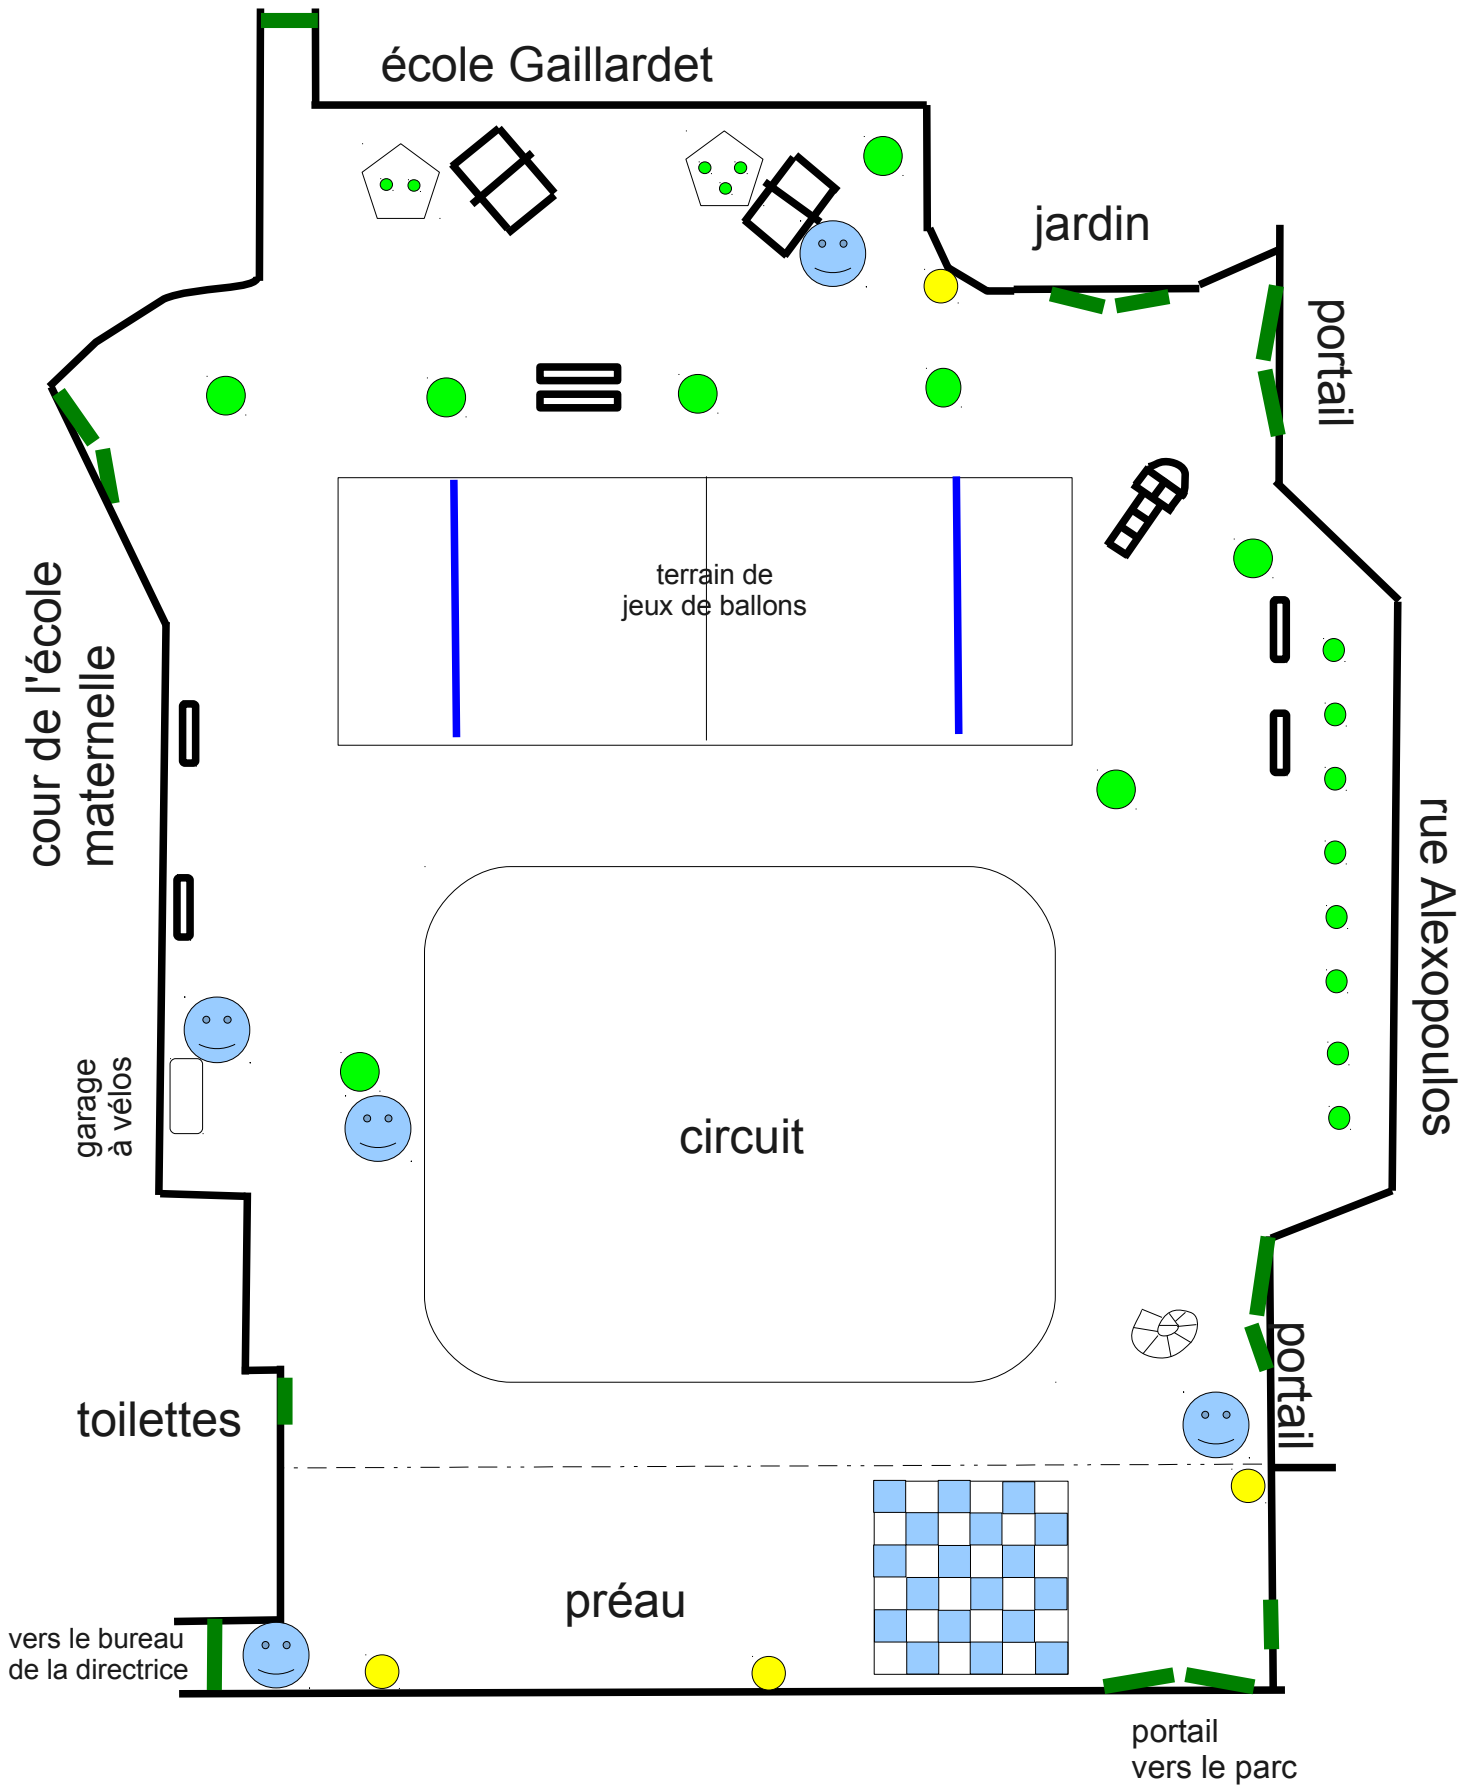 école Gaillardet
jardin
portail
terrain de
jeux de ballons
cour de l'école
maternelle
rue Alexopoulos
garage
à vélos
circuit
portail
toilettes
préau
vers le bureau
de la directrice
portail
vers le parc